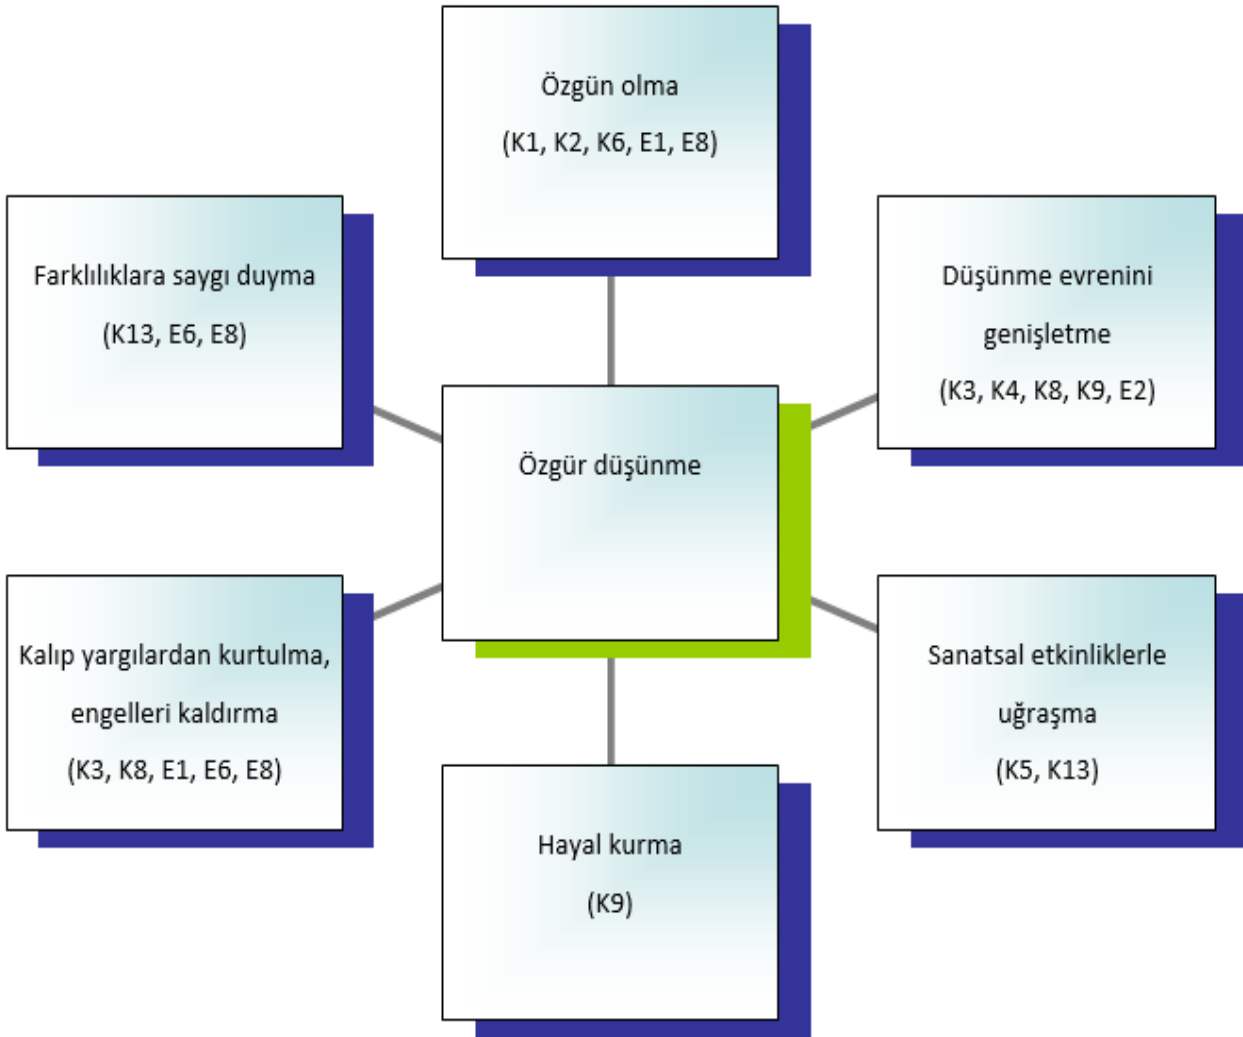 Özgün olma
(K1, K2, K6, E1, E8)
Farklılıklara saygı duyma
(K13, E6, E8)
Düşünme evrenini
genişletme
(K3, K4, K8, K9, E2)
Özgür düşünme
Kalıp yargılardan kurtulma,
engelleri kaldırma
(K3, K8, E1, E6, E8)
Sanatsal etkinliklerle
uğraşma
(K5, K13)
Hayal kurma
(K9)